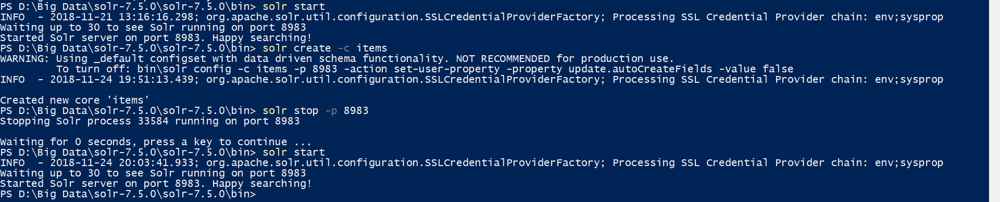 PS D:\Big Data\solr-7.5.0\solr-7.5.0\bin> solr start
INFO  - 2018-11-21 13:16:16.298; org.apache.solr.util.configuration.SSLCredentialProviderFactory; Processing SSL Credential Provider chain: env;sysprop
Waiting up to 30 to see Solr running on port 8983
Started Solr server on port 8983. Happy searching!
PS D:\Big Data\solr-7.5.0\solr-7.5.0\bin> solr create -c items
WARNING: Using _default configset with data driven schema functionality. NOT RECOMMENDED for production use.
         To turn off: bin\solr config -c items -p 8983 -action set-user-property -property update.autoCreateFields -value false
INFO  - 2018-11-24 19:51:13.439; org.apache.solr.util.configuration.SSLCredentialProviderFactory; Processing SSL Credential Provider chain: env;sysprop
Created new core 'items'
PS D:\Big Data\solr-7.5.0\solr-7.5.0\bin> solr stop -p 8983
Stopping Solr process 33584 running on port 8983
Waiting for 0 seconds, press a key to continue ...
PS D:\Big Data\solr-7.5.0\solr-7.5.0\bin> solr start
INFO  - 2018-11-24 20:03:41.933; org.apache.solr.util.configuration.SSLCredentialProviderFactory; Processing SSL Credential Provider chain: env;sysprop
Waiting up to 30 to see Solr running on port 8983
Started Solr server on port 8983. Happy searching!
PS D:\Big Data\solr-7.5.0\solr-7.5.0\bin>